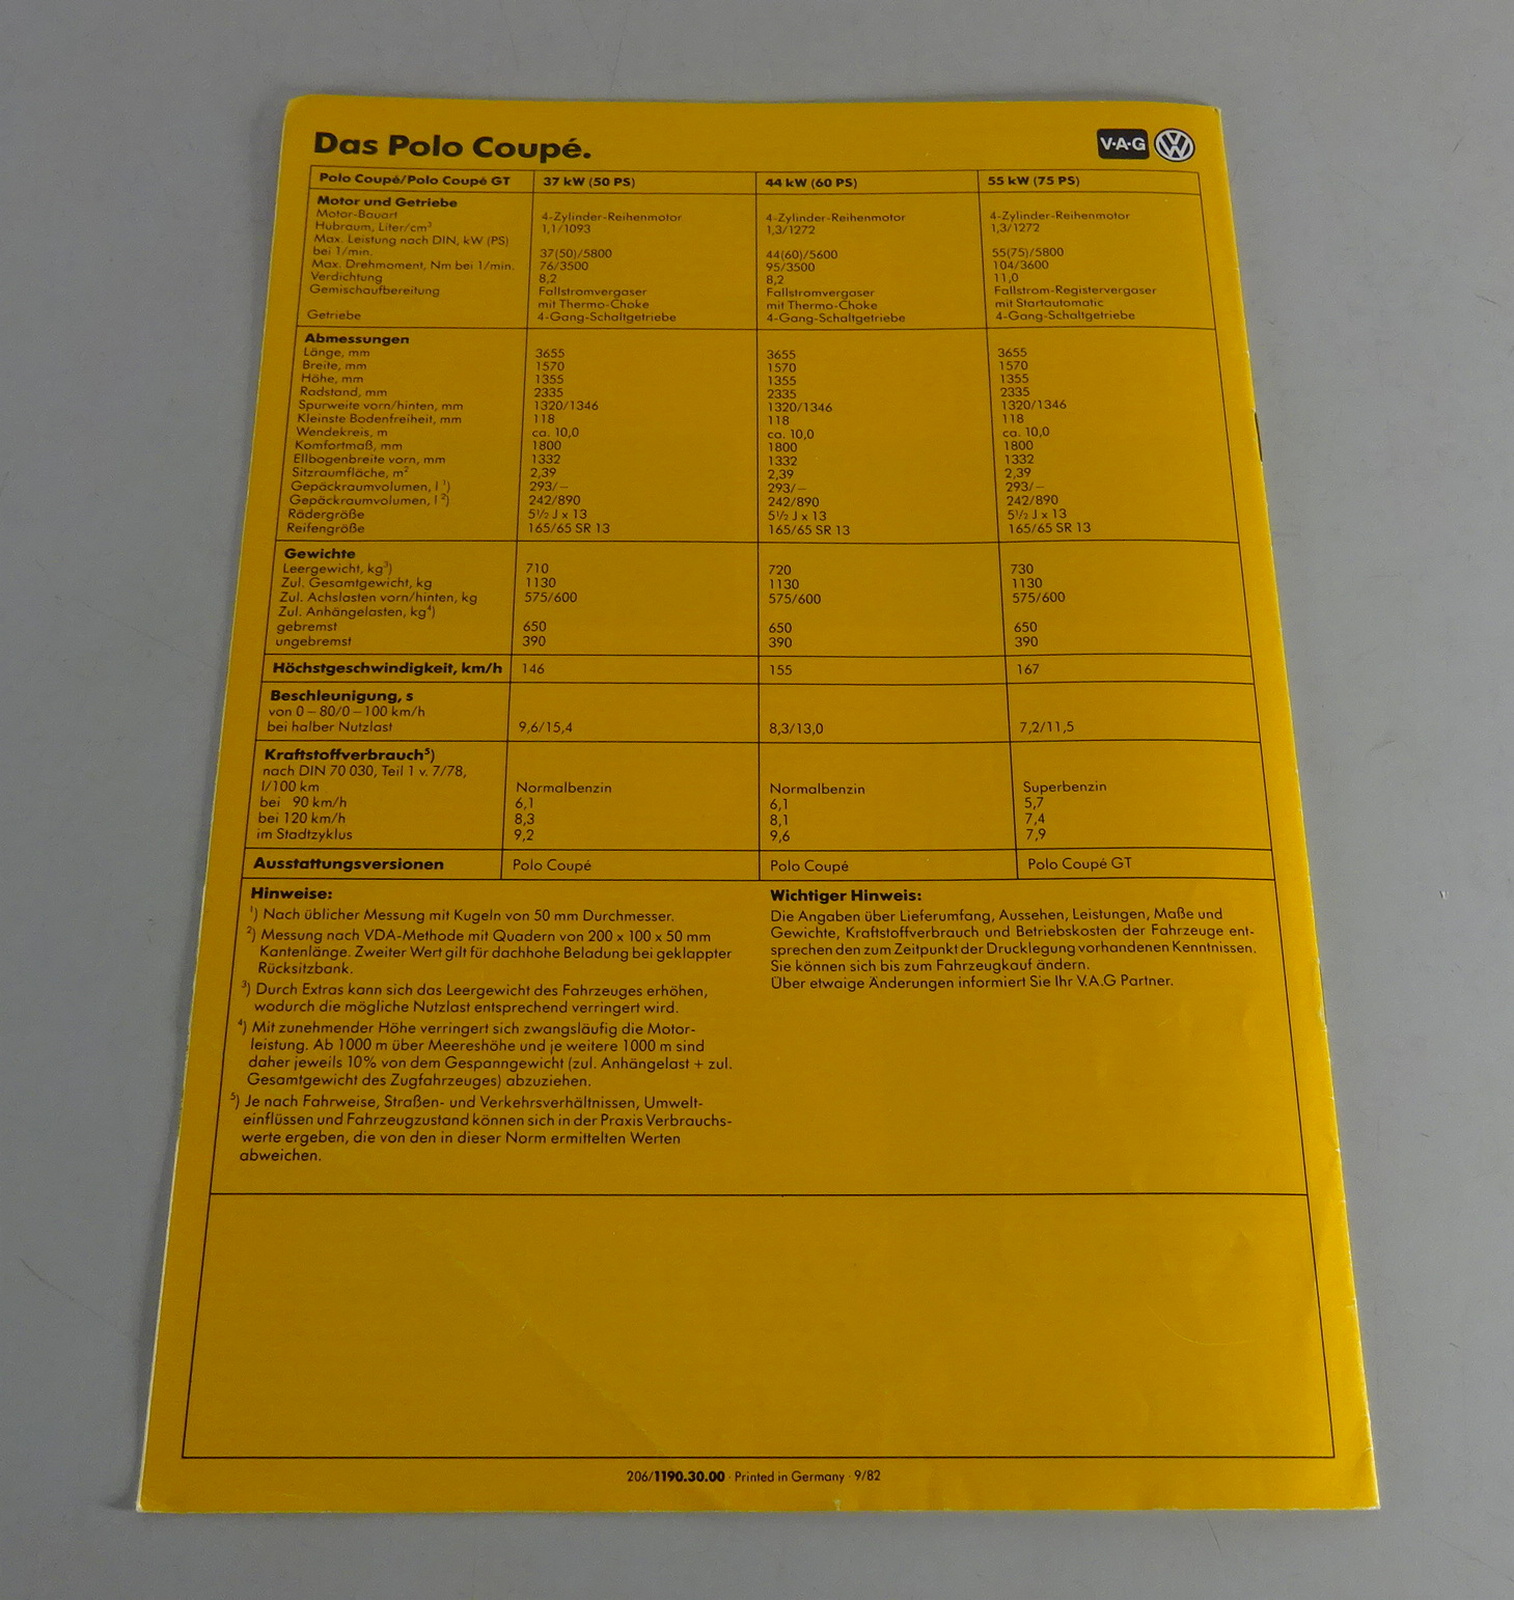 Das Polo Coupé.
V·A·G
Polo Coupé/Polo Coupé GT 37 kW (50 PS) 44 kW (60 PS) 55 kW (75 PS)
Motor und Getriebe
Motor-Bauart 4-Zylinder-Reihenmotor 4-Zylinder-Reihenmotor 4-Zylinder-Reihenmotor
Hubraum, Liter/cm³ 1,1/1093 1,3/1272 1,3/1272
Max. Leistung nach DIN, kW (PS)
bei 1/min. 37(50)/5800 44(60)/5600 55(75)/5800
Max. Drehmoment, Nm bei 1/min. 76/3500 95/3500 104/3600
Verdichtung 8,2 8,2 11,0
Gemischaufbereitung Fallstromvergaser Fallstromvergaser Fallstrom-Registervergaser
mit Thermo-Choke mit Thermo-Choke mit Startautomatic
Getriebe 4-Gang-Schaltgetriebe 4-Gang-Schaltgetriebe 4-Gang-Schaltgetriebe
Abmessungen
Länge, mm 3655 3655 3655
Breite, mm 1570 1570 1570
Höhe, mm 1355 1355 1355
Radstand, mm 2335 2335 2335
Spurweite vorn/hinten, mm 1320/1346 1320/1346 1320/1346
Kleinste Bodenfreiheit, mm 118 118 118
Wendekreis, m ca. 10,0 ca. 10,0 ca. 10,0
Komfortmaß, mm 1800 1800 1800
Ellbogenbreite vorn, mm 1332 1332 1332
Sitzraumfläche, m² 2,39 2,39 2,39
Gepäckraumvolumen, l ¹) 293/– 293/– 293/–
Gepäckraumvolumen, l ²) 242/890 242/890 242/890
Rädergröße 5½ J x 13 5½ J x 13 5½ J x 13
Reifengröße 165/65 SR 13 165/65 SR 13 165/65 SR 13
Gewichte
Leergewicht, kg³) 710 720 730
Zul. Gesamtgewicht, kg 1130 1130 1130
Zul. Achslasten vorn/hinten, kg 575/600 575/600 575/600
Zul. Anhängelasten, kg⁴)
gebremst 650 650 650
ungebremst 390 390 390
Höchstgeschwindigkeit, km/h 146 155 167
Beschleunigung, s
von 0 – 80/0 – 100 km/h
bei halber Nutzlast 9,6/15,4 8,3/13,0 7,2/11,5
Kraftstoffverbrauch⁵)
nach DIN 70 030, Teil 1 v. 7/78,
l/100 km Normalbenzin Normalbenzin Superbenzin
bei 90 km/h 6,1 6,1 5,7
bei 120 km/h 8,3 8,1 7,4
im Stadtzyklus 9,2 9,6 7,9
Ausstattungsversionen Polo Coupé Polo Coupé Polo Coupé GT
Hinweise:
¹) Nach üblicher Messung mit Kugeln von 50 mm Durchmesser.
²) Messung nach VDA-Methode mit Quadern von 200 x 100 x 50 mm
Kantenlänge. Zweiter Wert gilt für dachhohe Beladung bei geklappter
Rücksitzbank.
³) Durch Extras kann sich das Leergewicht des Fahrzeuges erhöhen,
wodurch die mögliche Nutzlast entsprechend verringert wird.
⁴) Mit zunehmender Höhe verringert sich zwangsläufig die Motor-
leistung. Ab 1000 m über Meereshöhe und je weitere 1000 m sind
daher jeweils 10% von dem Gespanngewicht (zul. Anhängelast + zul.
Gesamtgewicht des Zugfahrzeuges) abzuziehen.
⁵) Je nach Fahrweise, Straßen- und Verkehrsverhältnissen, Umwelt-
einflüssen und Fahrzeugzustand können sich in der Praxis Verbrauchs-
werte ergeben, die von den in dieser Norm ermittelten Werten
abweichen.
Wichtiger Hinweis:
Die Angaben über Lieferumfang, Aussehen, Leistungen, Maße und
Gewichte, Kraftstoffverbrauch und Betriebskosten der Fahrzeuge ent-
sprechen den zum Zeitpunkt der Drucklegung vorhandenen Kenntnissen.
Sie können sich bis zum Fahrzeugkauf ändern.
Über etwaige Änderungen informiert Sie Ihr V.A.G Partner.
206/1190.30.00 · Printed in Germany · 9/82